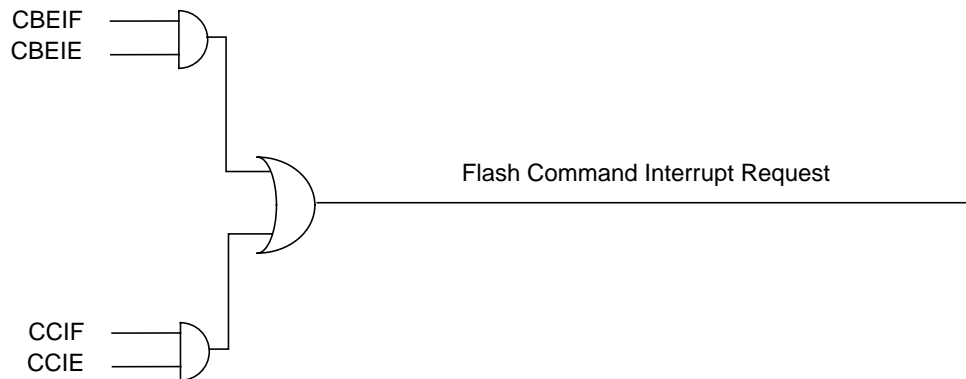 CBEIF
CBEIE
Flash Command Interrupt Request
CCIF
CCIE